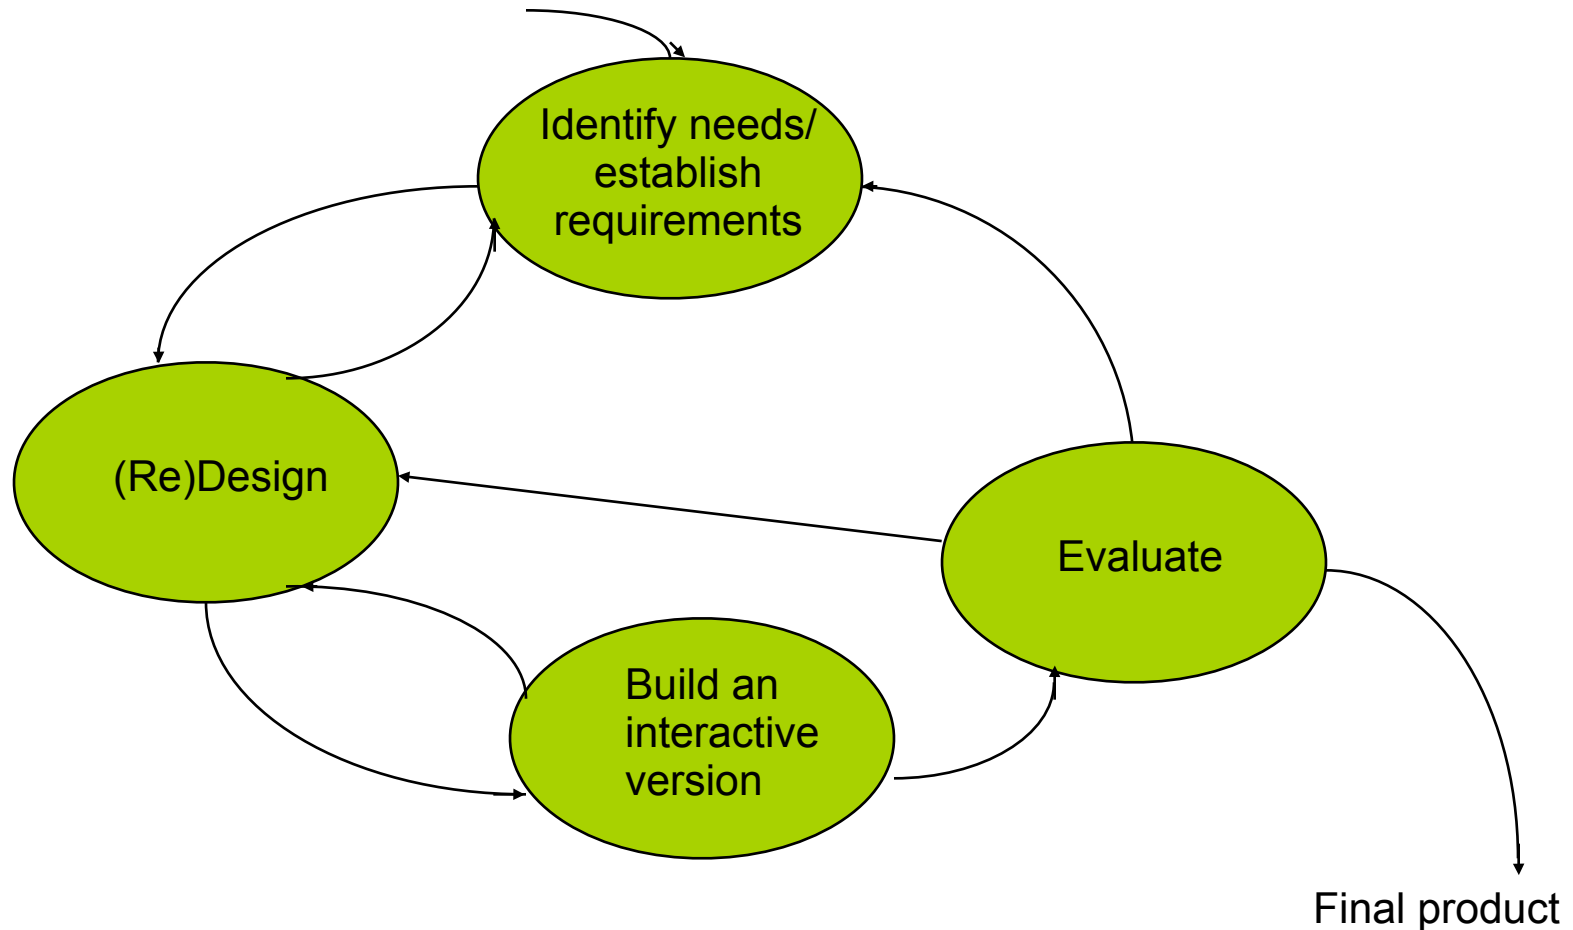 Identify needs/
establish
requirements
(Re)Design
Evaluate
Build an
interactive
version
Final product